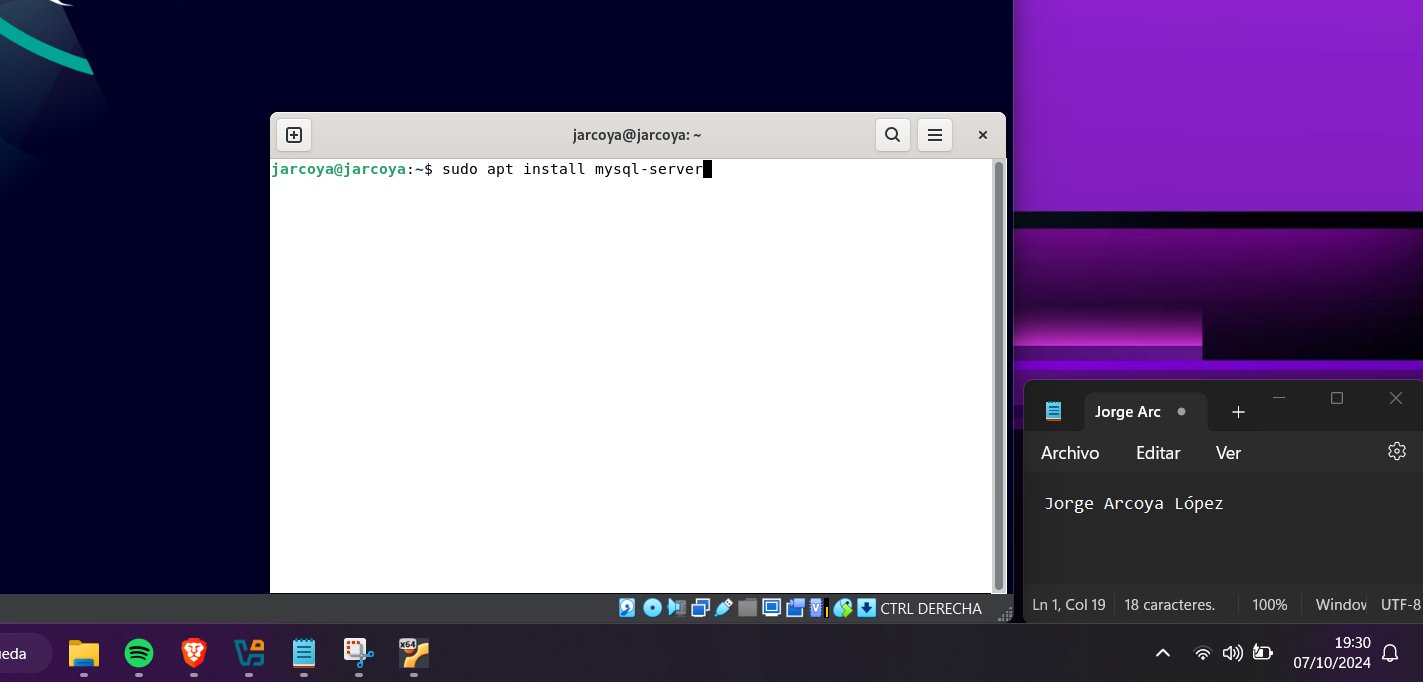 jarcoya@jarcoya: ~
jarcoya@jarcoya:~$ sudo apt install mysql-server
Jorge Arc
Archivo Editar Ver
Jorge Arcoya López
Ln 1, Col 19 18 caracteres. 100% Window UTF-8
V
CTRL DERECHA
ueda
x64
19:30
07/10/2024